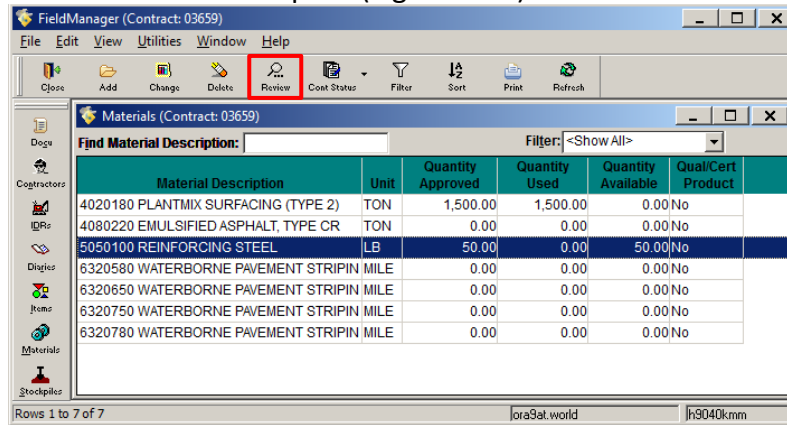 FieldManager (Contract: 03659)
File Edit View Utilities Window Help
Close Add Change Delete Review Cont Status Filter Sort Print Refresh
Materials (Contract: 03659)
Find Material Description: Filter: <Show All>
Material Description Unit Quantity Approved Quantity Used Quantity Available Qual/Cert Product
4020180 PLANTMIX SURFACING (TYPE 2) TON 1,500.00 1,500.00 0.00 No
4080220 EMULSIFIED ASPHALT, TYPE CR TON 0.00 0.00 0.00 No
5050100 REINFORCING STEEL LB 50.00 0.00 50.00 No
6320580 WATERBORNE PAVEMENT STRIPIN MILE 0.00 0.00 0.00 No
6320650 WATERBORNE PAVEMENT STRIPIN MILE 0.00 0.00 0.00 No
6320750 WATERBORNE PAVEMENT STRIPIN MILE 0.00 0.00 0.00 No
6320780 WATERBORNE PAVEMENT STRIPIN MILE 0.00 0.00 0.00 No
Docu
Contractors
IDRs
Diaries
Items
Materials
Stockpiles
Rows 1 to 7 of 7 ora9at.world h9040kmm